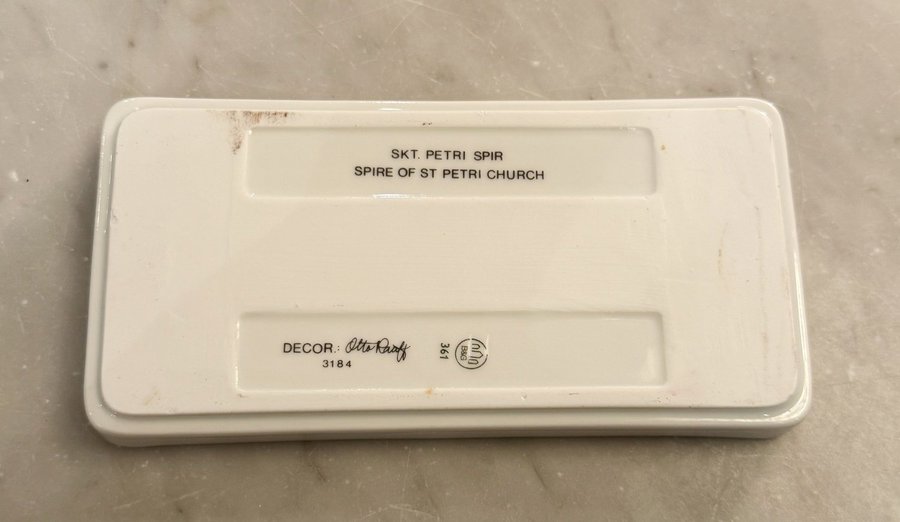 SKT. PETRI SPIR
SPIRE OF ST PETRI CHURCH
DECOR.:
3184
361
B&G